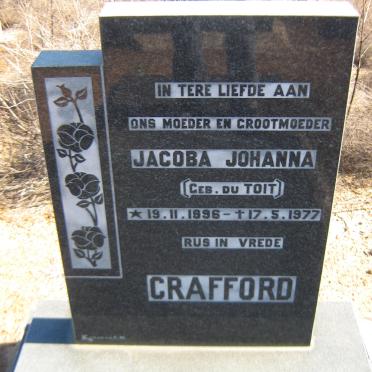 IN TERE LIEFDE AAN
ONS MOEDER EN GROOTMOEDER
JACOBA JOHANNA
(GEB. DU TOIT)
★ 19.11.1896 - ✝ 17.5.1977
RUS IN VREDE
CRAFFORD